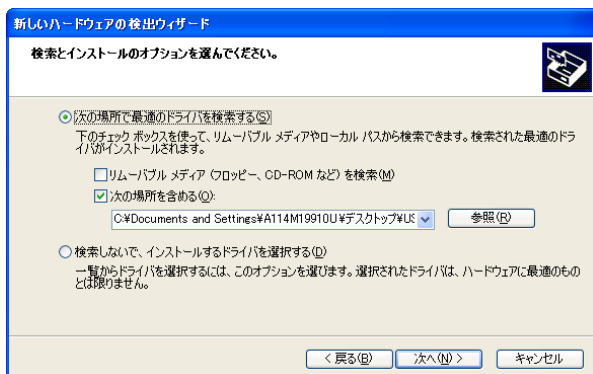 新しいハードウェアの検出ウィザード
検索とインストールのオプションを選んでください。
次の場所で最適のドライバを検索する(S)
下のチェック ボックスを使って、リムーバブル メディアやローカル パスから検索できます。検索された最適のドラ
イバがインストールされます。
リムーバブル メディア (フロッピー、CD-ROM など) を検索(M)
次の場所を含める(O):
C:¥Documents and Settings¥A114M19910U¥デスクトップ¥US
参照(R)
検索しないで、インストールするドライバを選択する(D)
一覧からドライバを選択するには、このオプションを選びます。選択されたドライバは、ハードウェアに最適のもの
とは限りません。
< 戻る(B) 次へ(N) > キャンセル